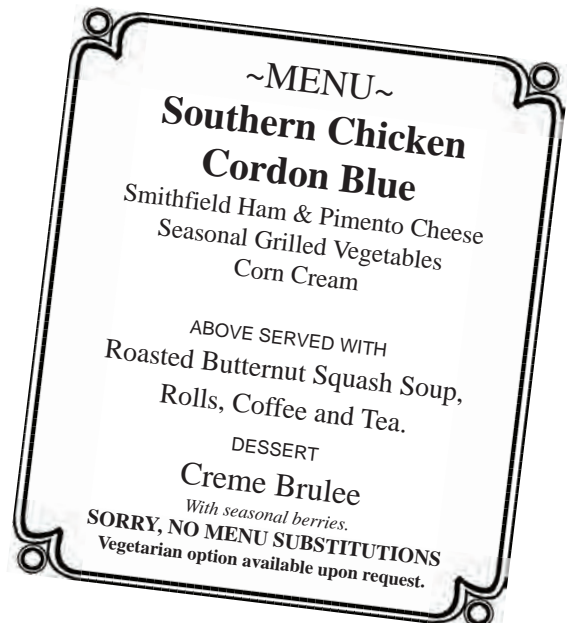 ~MENU~
Southern Chicken
Cordon Blue
Smithfield Ham & Pimento Cheese
Seasonal Grilled Vegetables
Corn Cream
ABOVE SERVED WITH
Roasted Butternut Squash Soup,
Rolls, Coffee and Tea.
DESSERT
Creme Brulee
With seasonal berries.
SORRY, NO MENU SUBSTITUTIONS
Vegetarian option available upon request.